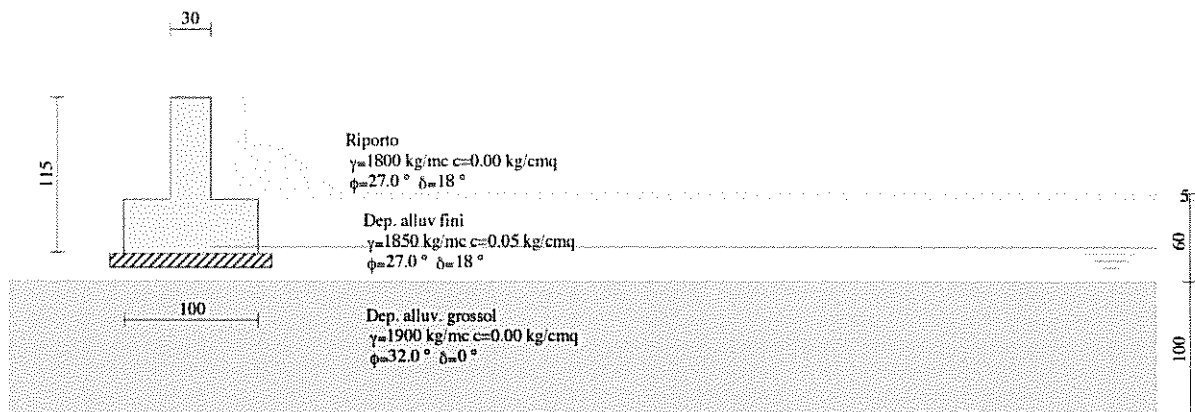 30
115
Riporto
γ=1800 kg/mc c=0.00 kg/cmq
ϕ=27.0 ° δ=18 °
5
Dep. alluv fini
γ=1850 kg/mc c=0.05 kg/cmq
ϕ=27.0 ° δ=18 °
60
100
Dep. alluv. grossol
γ=1900 kg/mc c=0.00 kg/cmq
ϕ=32.0 ° δ=0 °
100